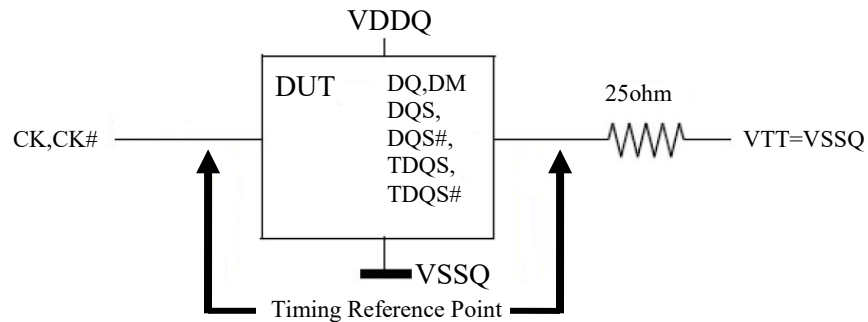 VDDQ
DUT
DQ,DM
DQS,
DQS#,
TDQS,
TDQS#
25ohm
CK,CK#
VTT=VSSQ
VSSQ
Timing Reference Point